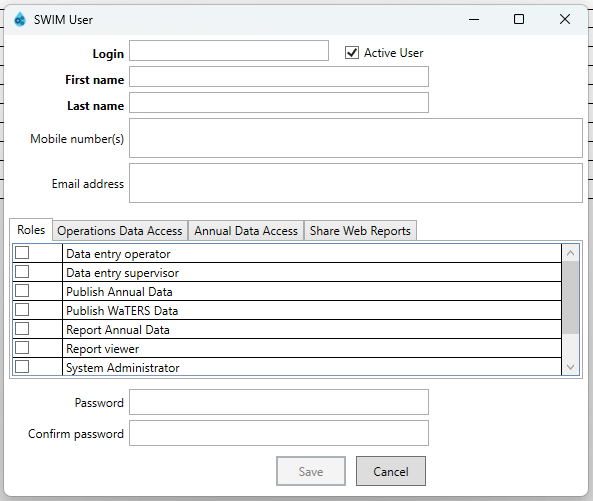 SWIM User
Login
Active User
First name
Last name
Mobile number(s)
Email address
Roles Operations Data Access Annual Data Access Share Web Reports
Data entry operator
Data entry supervisor
Publish Annual Data
Publish WaTERS Data
Report Annual Data
Report viewer
System Administrator
Password
Confirm password
Save Cancel